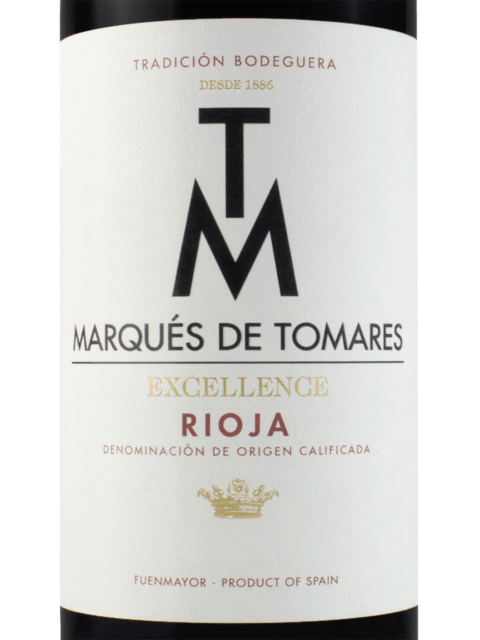 TRADICIÓN BODEGUERA
DESDE 1886
TM
MARQUÉS DE TOMARES
EXCELLENCE
RIOJA
DENOMINACIÓN DE ORIGEN CALIFICADA
FUENMAYOR - PRODUCT OF SPAIN